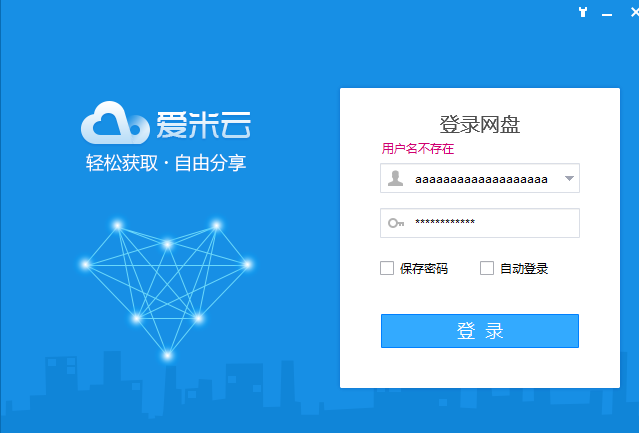 爱米云
轻松获取 · 自由分享
登录网盘
用户名不存在
aaaaaaaaaaaaaaaaaaa
************
保存密码
自动登录
登 录